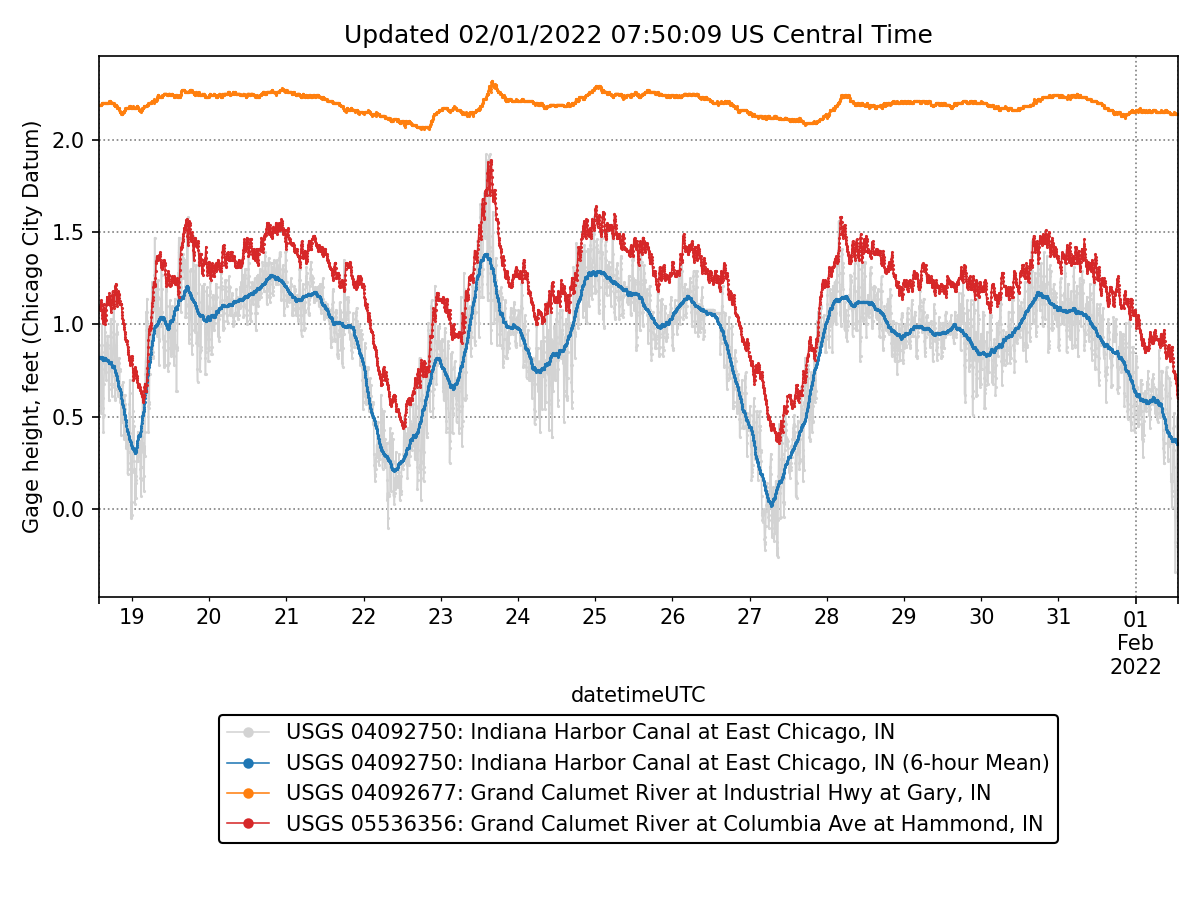 Updated 02/01/2022 07:50:09 US Central Time
Gage height, feet (Chicago City Datum)
2.0
1.5
1.0
0.5
0.0
19 20 21 22 23 24 25 26 27 28 29 30 31 01
Feb
2022
datetimeUTC
USGS 04092750: Indiana Harbor Canal at East Chicago, IN
USGS 04092750: Indiana Harbor Canal at East Chicago, IN (6-hour Mean)
USGS 04092677: Grand Calumet River at Industrial Hwy at Gary, IN
USGS 05536356: Grand Calumet River at Columbia Ave at Hammond, IN